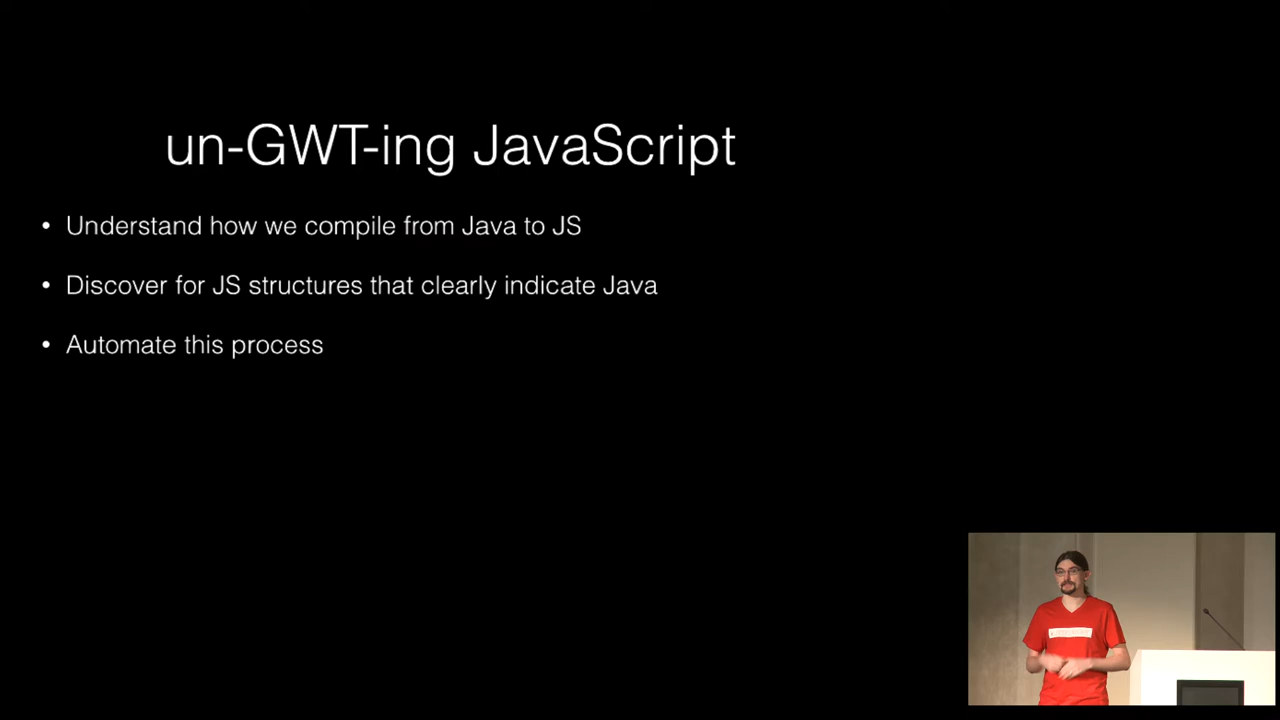 un-GWT-ing JavaScript
• Understand how we compile from Java to JS
• Discover for JS structures that clearly indicate Java
• Automate this process